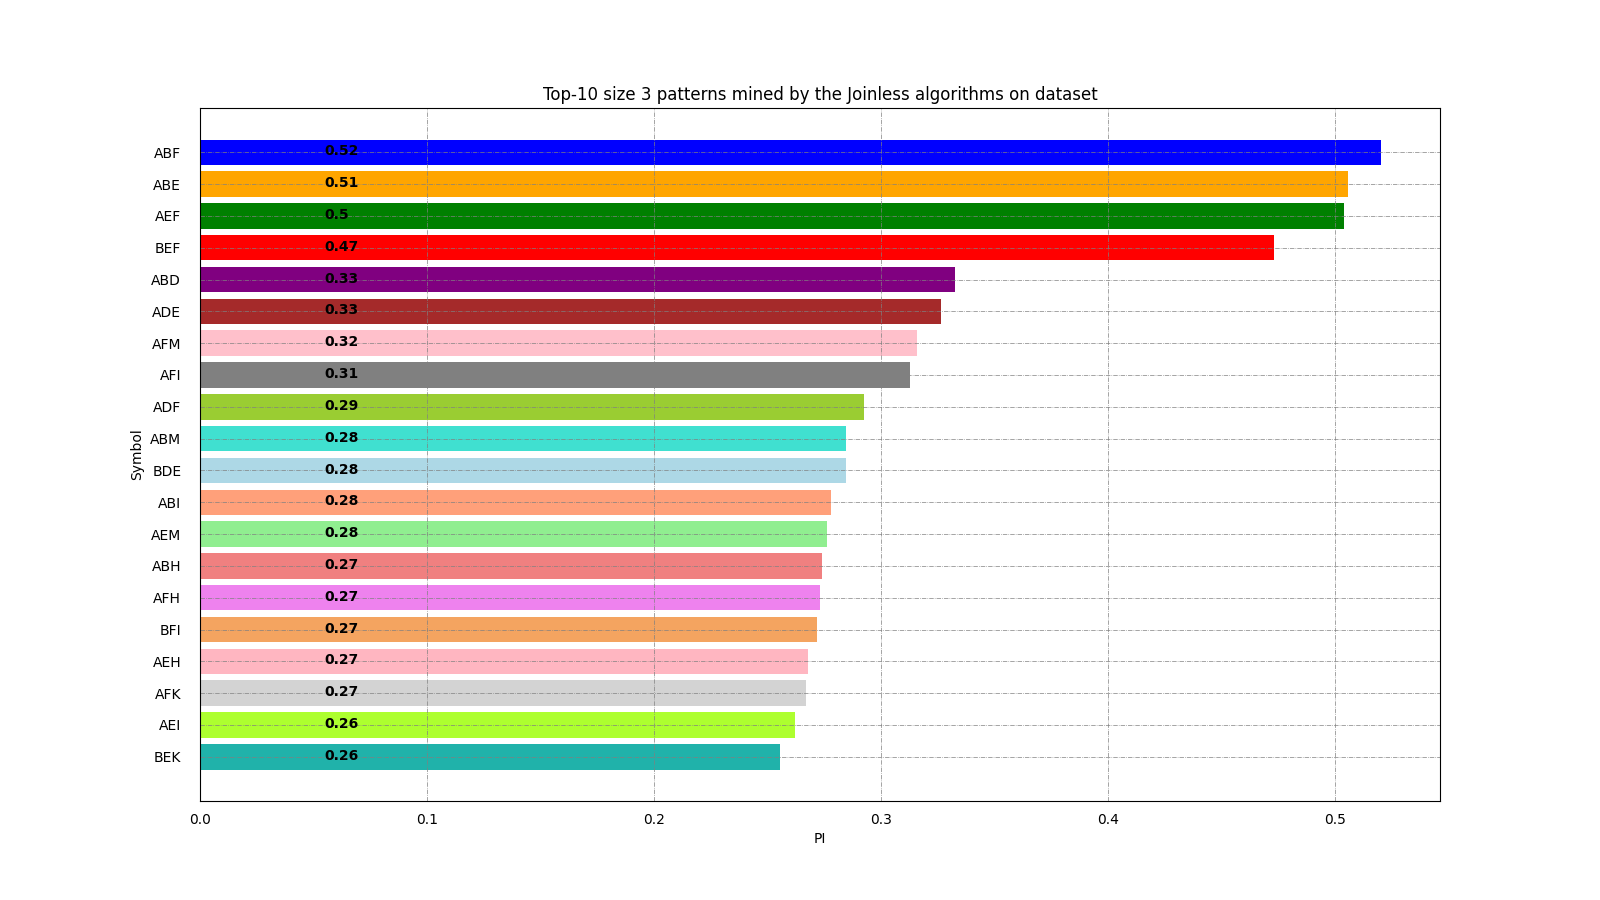 Top-10 size 3 patterns mined by the Joinless algorithms on dataset
ABF 0.52
ABE 0.51
AEF 0.5
BEF 0.47
ABD 0.33
ADE 0.33
AFM 0.32
AFI 0.31
ADF 0.29
ABM 0.28
BDE 0.28
ABI 0.28
AEM 0.28
ABH 0.27
AFH 0.27
BFI 0.27
AEH 0.27
AFK 0.27
AEI 0.26
BEK 0.26
Symbol
0.0 0.1 0.2 0.3 0.4 0.5
PI